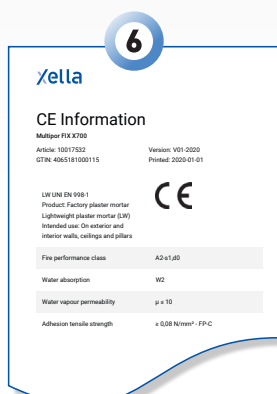 6
xella
CE Information
Multipor FIX X700
Article: 10017532 Version: V01-2020
GTIN: 4065181000115 Printed: 2020-01-01
LW UNI EN 998-1
Product: Factory plaster mortar
Lightweight plaster mortar (LW)
Intended use: On exterior and
interior walls, ceilings and pillars
CE
Fire performance class A2-s1,d0
Water absorption W2
Water vapour permeability µ ≤ 10
Adhesion tensile strength ≥ 0,08 N/mm² - FP-C